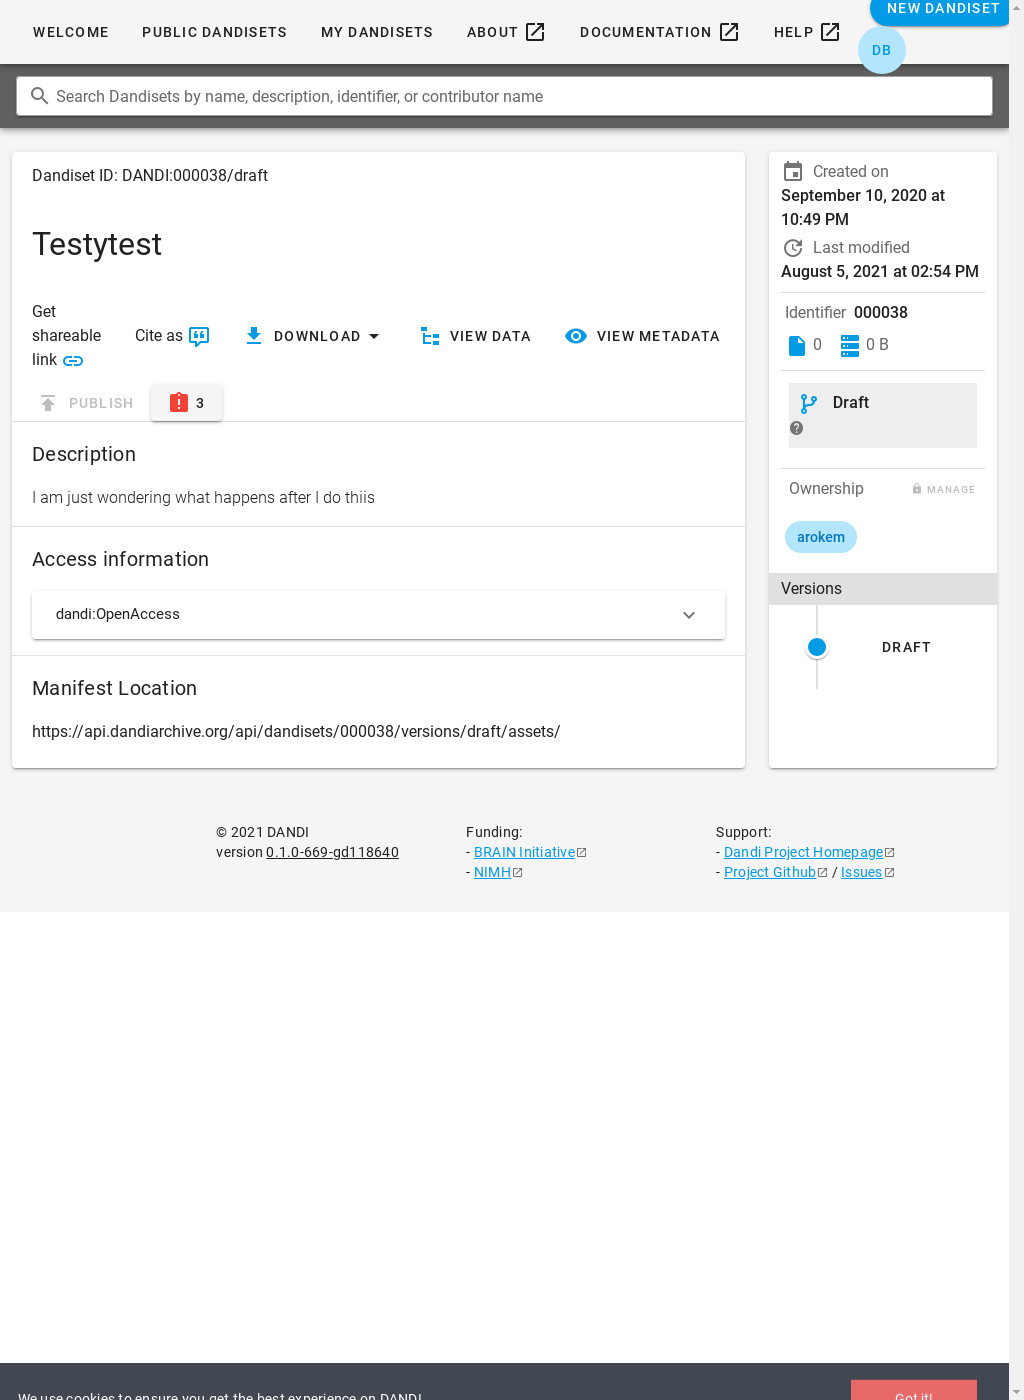 WELCOME
PUBLIC DANDISETS
MY DANDISETS
ABOUT
DOCUMENTATION
HELP
NEW DANDISET
DB
Search Dandisets by name, description, identifier, or contributor name
Dandiset ID: DANDI:000038/draft
Testytest
Get
shareable
link
Cite as
DOWNLOAD
VIEW DATA
VIEW METADATA
PUBLISH
3
Description
I am just wondering what happens after I do thiis
Access information
dandi:OpenAccess
Manifest Location
https://api.dandiarchive.org/api/dandisets/000038/versions/draft/assets/
Created on
September 10, 2020 at
10:49 PM
Last modified
August 5, 2021 at 02:54 PM
Identifier 000038
0
0 B
Draft
Ownership
MANAGE
arokem
Versions
DRAFT
© 2021 DANDI
version 0.1.0-669-gd118640
Funding:
- BRAIN Initiative
- NIMH
Support:
- Dandi Project Homepage
- Project Github / Issues
We use cookies to ensure you get the best experience on DANDI.
Got it!